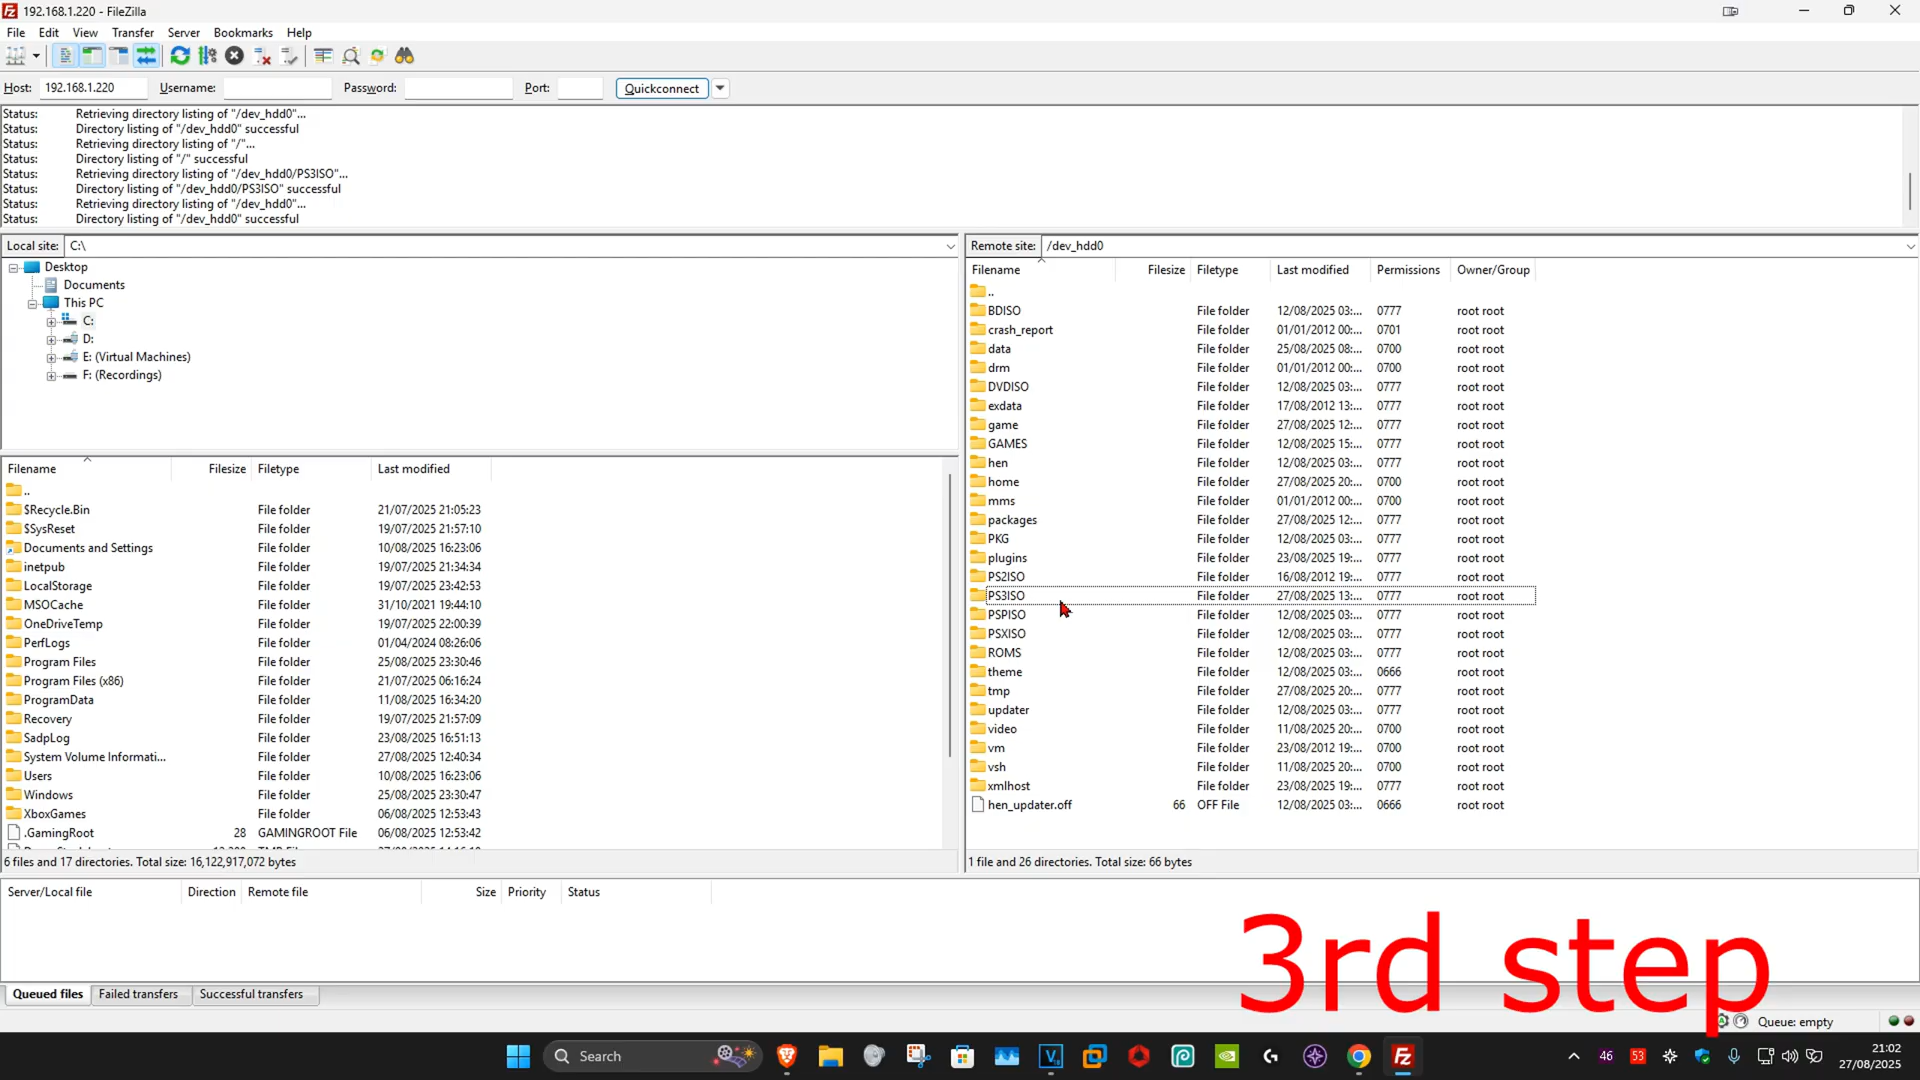 192.168.1.220 - FileZilla
File Edit View Transfer Server Bookmarks Help
Host: 192.168.1.220 Username: Password: Port: Quickconnect
Status: Retrieving directory listing of "/dev_hdd0"...
Status: Directory listing of "/dev_hdd0" successful
Status: Retrieving directory listing of "/"...
Status: Directory listing of "/" successful
Status: Retrieving directory listing of "/dev_hdd0/PS3ISO"...
Status: Directory listing of "/dev_hdd0/PS3ISO" successful
Status: Retrieving directory listing of "/dev_hdd0"...
Status: Directory listing of "/dev_hdd0" successful
Local site: C:\
Desktop
Documents
This PC
C:
D:
E: (Virtual Machines)
F: (Recordings)
Filename Filesize Filetype Last modified
..
$Recycle.Bin File folder 21/07/2025 21:05:23
$SysReset File folder 19/07/2025 21:57:10
Documents and Settings File folder 10/08/2025 16:23:06
inetpub File folder 19/07/2025 21:34:34
LocalStorage File folder 19/07/2025 23:42:53
MSOCache File folder 31/10/2021 19:44:10
OneDriveTemp File folder 19/07/2025 22:00:39
PerfLogs File folder 01/04/2024 08:26:06
Program Files File folder 25/08/2025 23:30:46
Program Files (x86) File folder 21/07/2025 06:16:24
ProgramData File folder 11/08/2025 16:34:20
Recovery File folder 19/07/2025 21:57:09
SadpLog File folder 23/08/2025 16:51:13
System Volume Informati... File folder 27/08/2025 12:40:34
Users File folder 10/08/2025 16:23:06
Windows File folder 25/08/2025 23:30:47
XboxGames File folder 06/08/2025 12:53:43
.GamingRoot 28 GAMINGROOT File 06/08/2025 12:53:42
6 files and 17 directories. Total size: 16,122,917,072 bytes
Remote site: /dev_hdd0
Filename Filesize Filetype Last modified Permissions Owner/Group
..
BDISO File folder 12/08/2025 03:... 0777 root root
crash_report File folder 01/01/2012 00:... 0701 root root
data File folder 25/08/2025 08:... 0700 root root
drm File folder 01/01/2012 00:... 0700 root root
DVDISO File folder 12/08/2025 03:... 0777 root root
exdata File folder 17/08/2012 13:... 0777 root root
game File folder 27/08/2025 12:... 0777 root root
GAMES File folder 12/08/2025 15:... 0777 root root
hen File folder 12/08/2025 03:... 0777 root root
home File folder 27/08/2025 20:... 0700 root root
mms File folder 01/01/2012 00:... 0700 root root
packages File folder 27/08/2025 12:... 0777 root root
PKG File folder 12/08/2025 03:... 0777 root root
plugins File folder 23/08/2025 19:... 0777 root root
PS2ISO File folder 16/08/2012 19:... 0777 root root
PS3ISO File folder 27/08/2025 13:... 0777 root root
PSPISO File folder 12/08/2025 03:... 0777 root root
PSXISO File folder 12/08/2025 03:... 0777 root root
ROMS File folder 12/08/2025 03:... 0777 root root
theme File folder 12/08/2025 03:... 0666 root root
tmp File folder 27/08/2025 20:... 0777 root root
updater File folder 12/08/2025 03:... 0777 root root
video File folder 11/08/2025 20:... 0700 root root
vm File folder 23/08/2012 19:... 0700 root root
vsh File folder 11/08/2025 20:... 0700 root root
xmlhost File folder 23/08/2025 19:... 0777 root root
hen_updater.off 66 OFF File 12/08/2025 03:... 0666 root root
1 file and 26 directories. Total size: 66 bytes
Server/Local file Direction Remote file Size Priority Status
3rd step
Queued files Failed transfers Successful transfers
Queue: empty
Search
46 53
21:02
27/08/2025